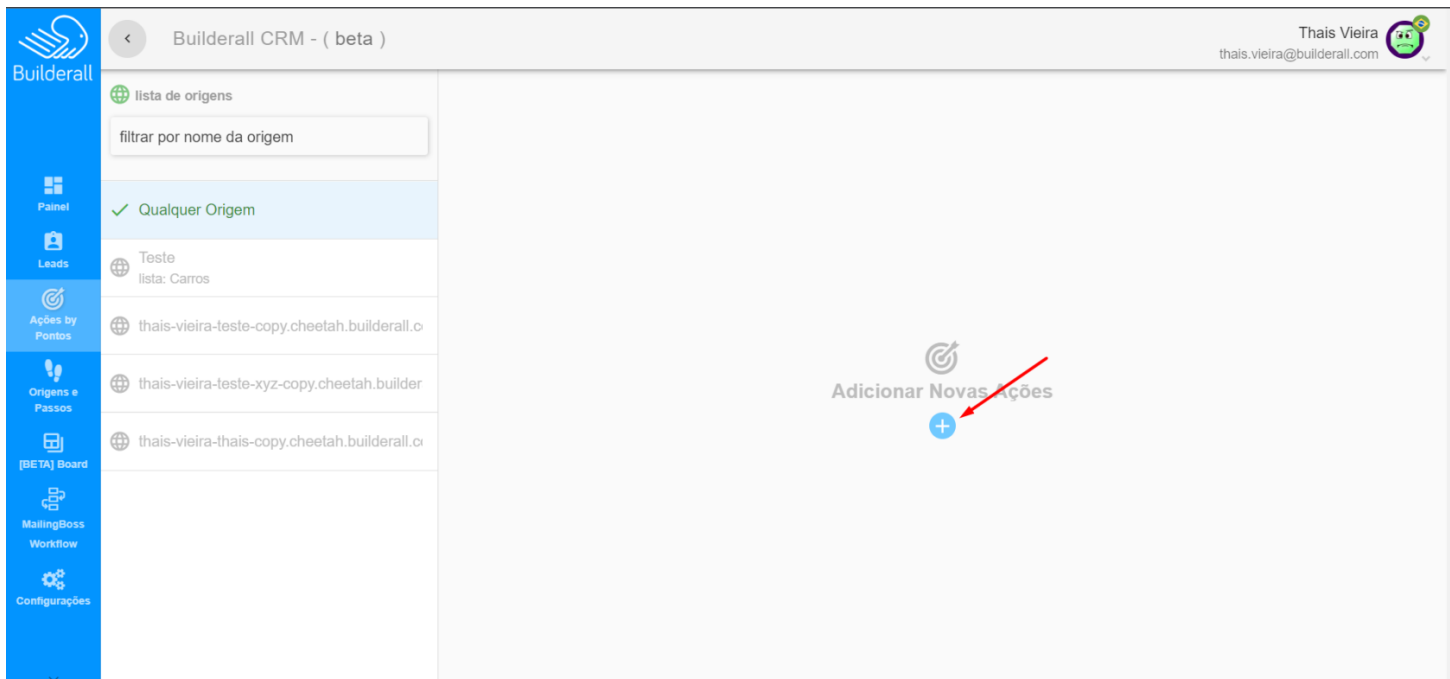 Builderall
Builderall CRM - ( beta )
Thais Vieira
thais.vieira@builderall.com
Painel
Leads
Ações by
Pontos
Origens e
Passos
[BETA] Board
MailingBoss
Workflow
Configurações
lista de origens
filtrar por nome da origem
Qualquer Origem
Teste
lista: Carros
thais-vieira-teste-copy.cheetah.builderall.c
thais-vieira-teste-xyz-copy.cheetah.builder
thais-vieira-thais-copy.cheetah.builderall.c
Adicionar Novas Ações